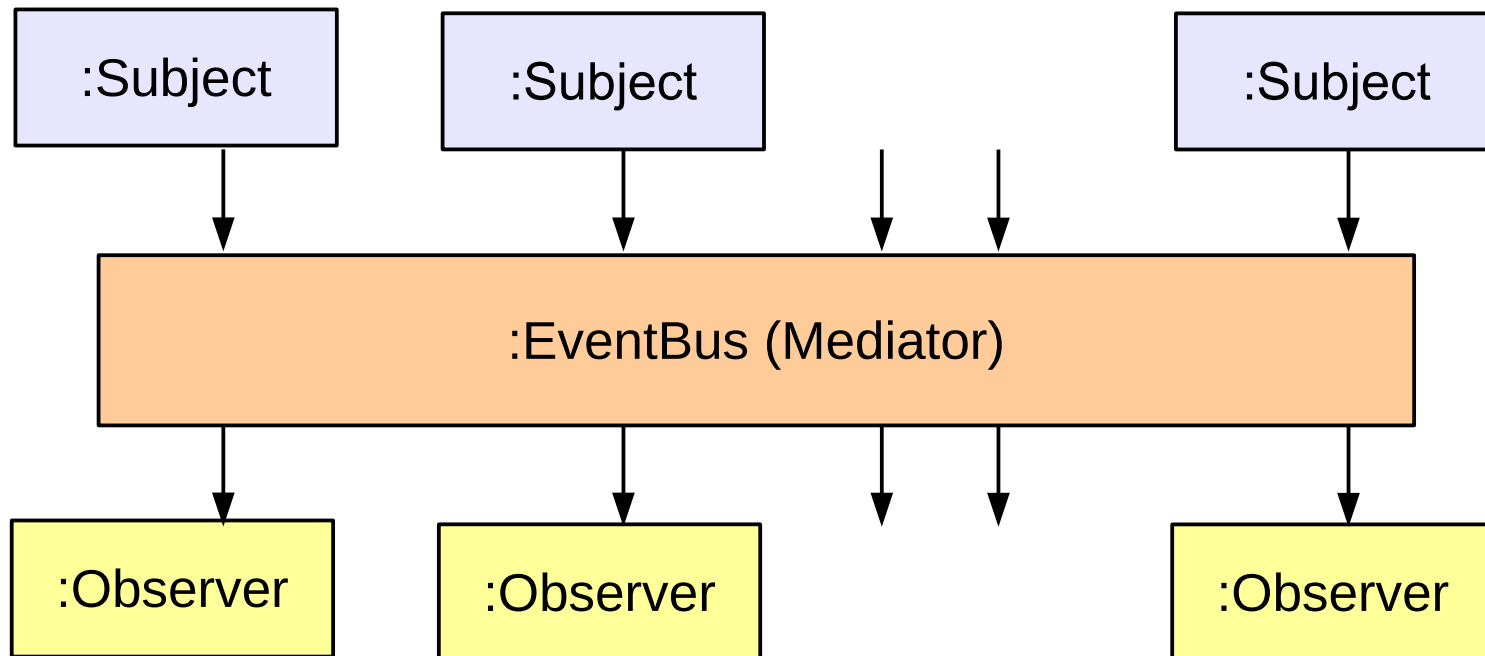 :Subject
:Subject
:Subject
:EventBus (Mediator)
:Observer
:Observer
:Observer